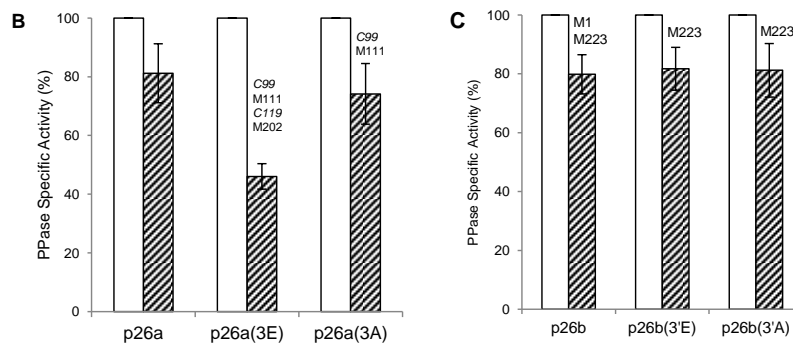 B
PPase Specific Activity (%)
100
80
60
40
20
0
C99
M111
C119
M202
C99
M111
p26a
p26a(3E)
p26a(3A)
C
PPase Specific Activity (%)
100
80
60
40
20
0
M1
M223
M223
M223
p26b
p26b(3'E)
p26b(3'A)